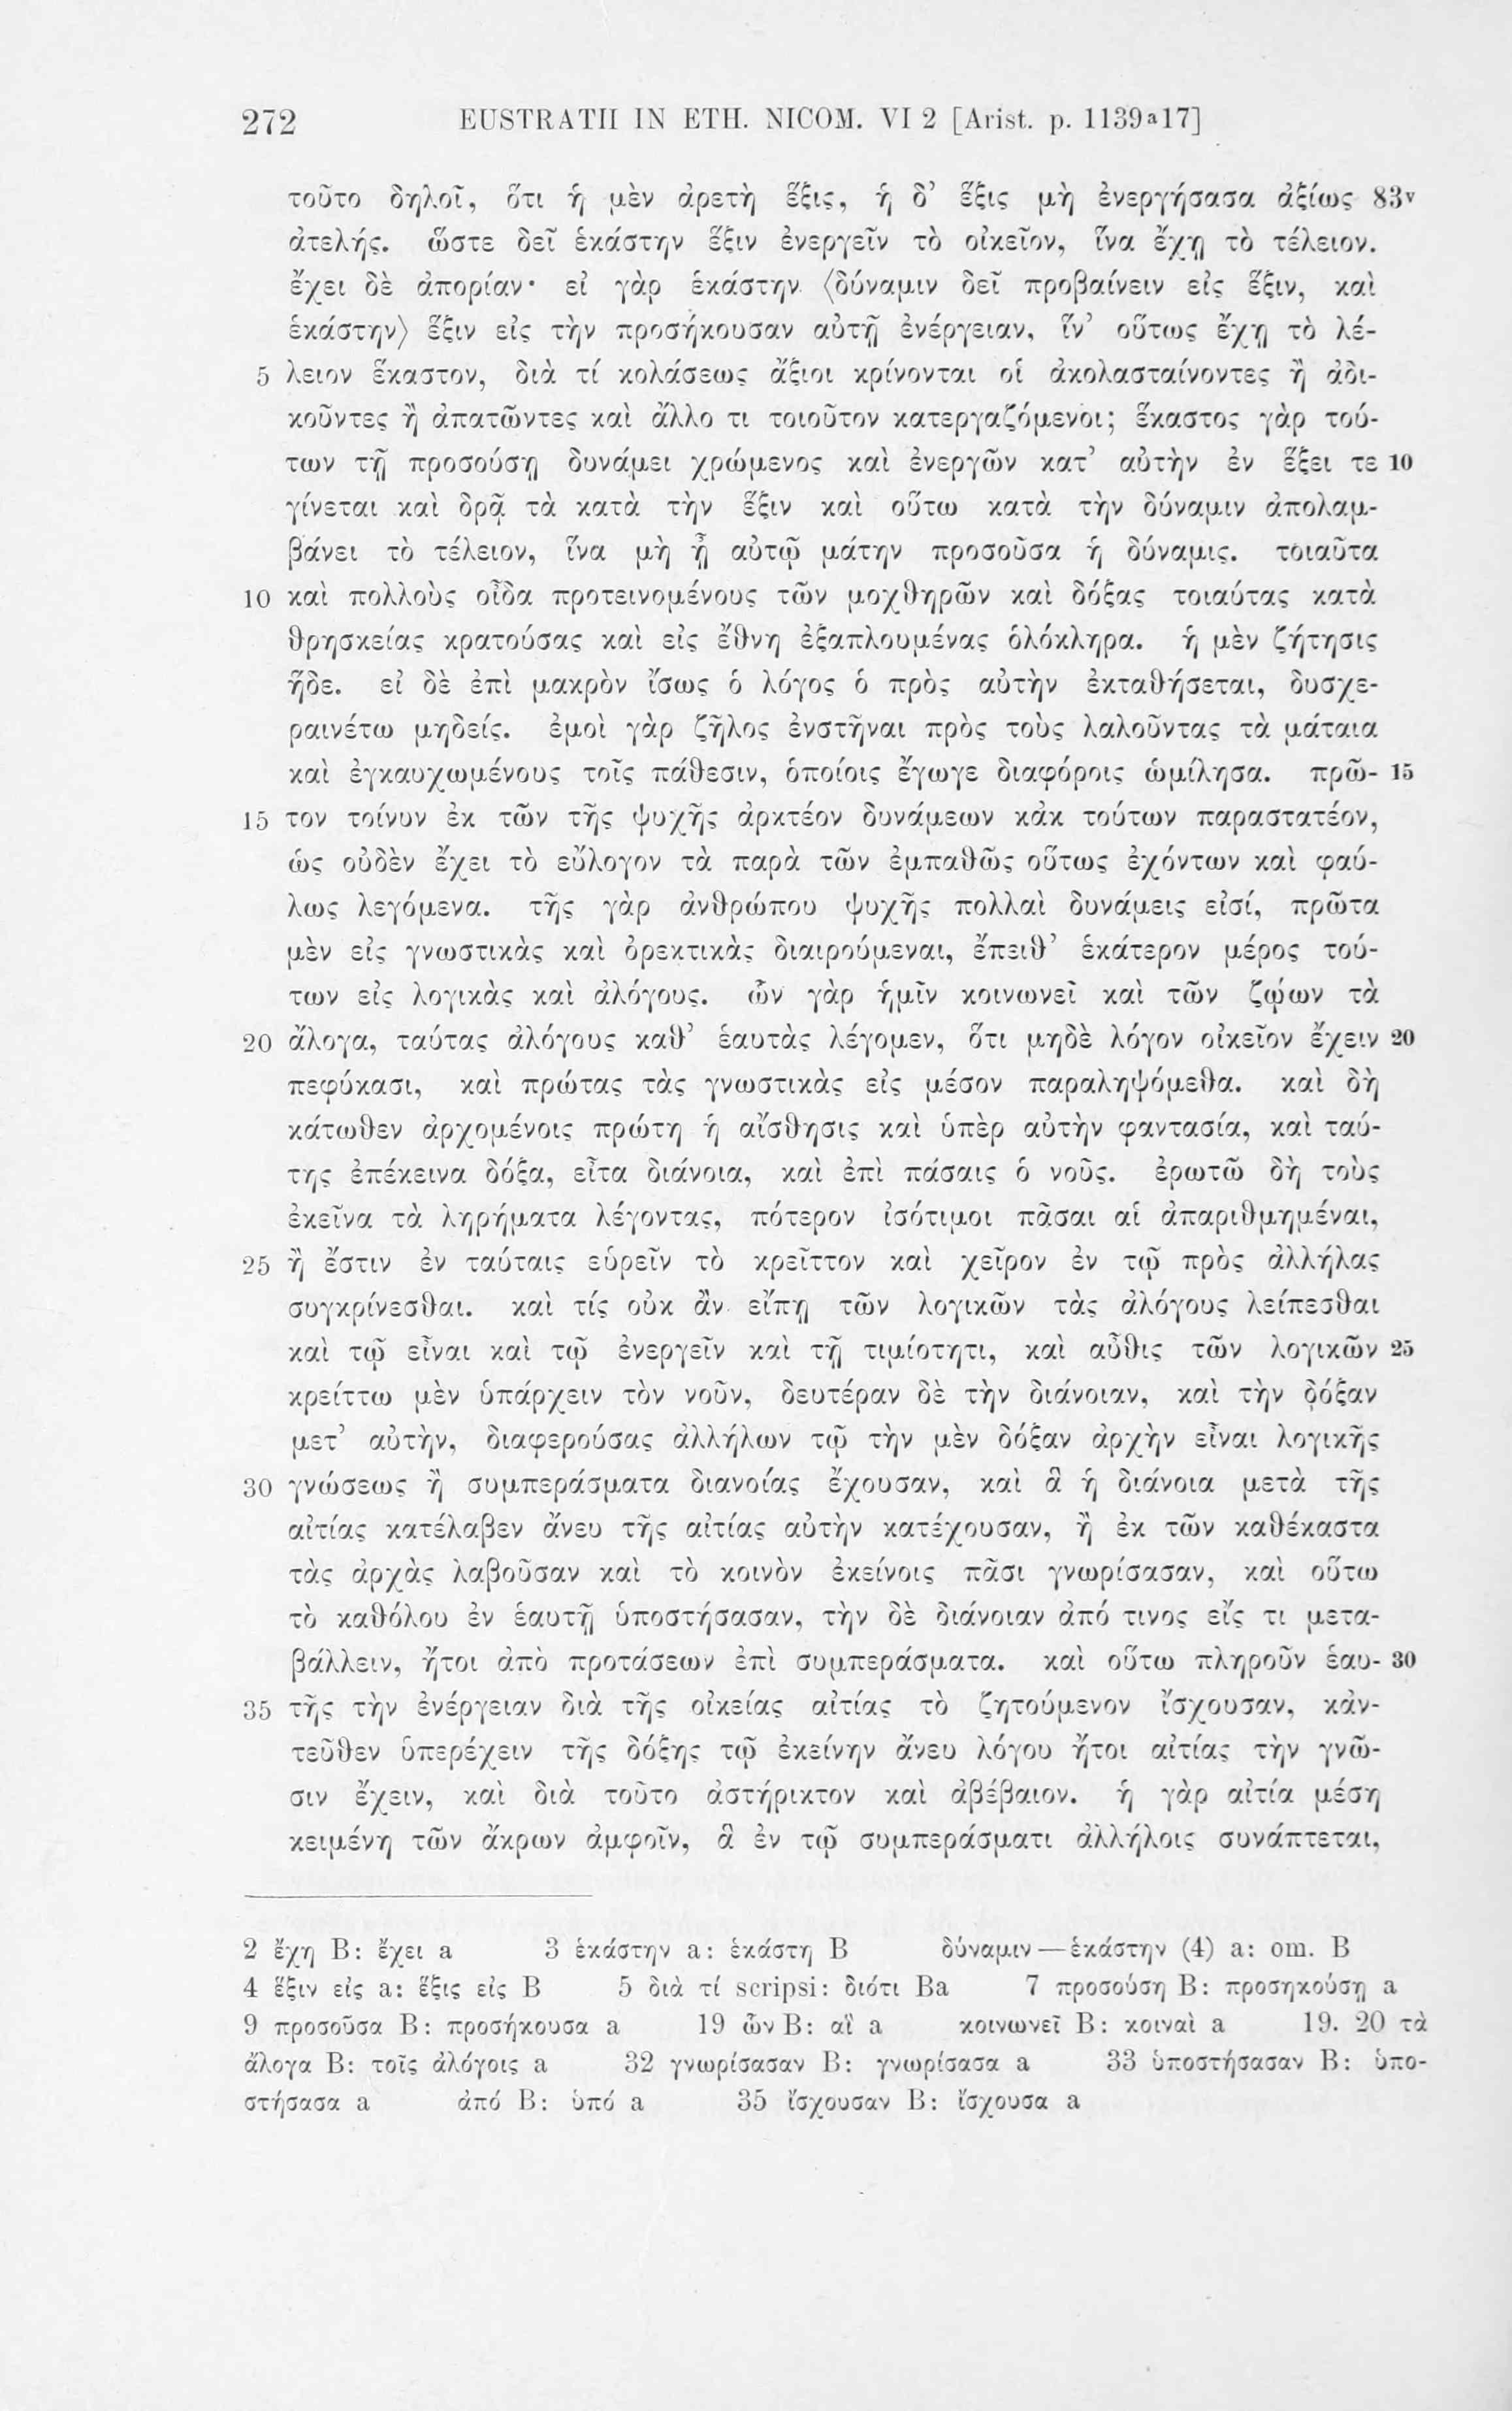 272 EUSTRATII IN ETH. NICOM. VI 2 [Arist. p. 1139a17]
τοῦτο δηλοῖ, ὅτι ἡ μὲν ἀρετὴ ἕξις, ἡ δ’ ἕξις μὴ ἐνεργήσασα ἀξίως 83v
ἀτελής. ὥστε δεῖ ἑκάστην ἕξιν ἐνεργεῖν τὸ οἰκεῖον, ἵνα ἔχῃ τὸ τέλειον.
ἔχει δὲ ἀπορίαν· εἰ γὰρ ἑκάστην ⟨δύναμιν δεῖ προβαίνειν εἰς ἕξιν, καὶ
ἑκάστην⟩ ἕξιν εἰς τὴν προσήκουσαν αὐτῇ ἐνέργειαν, ἵν’ οὕτως ἔχῃ τὸ λέ-
5 λειον ἕκαστον, διὰ τί κολάσεως ἄξιοι κρίνονται οἱ ἀκολασταίνοντες ἢ ἀδι-
κοῦντες ἢ ἀπατῶντες καὶ ἄλλο τι τοιοῦτον κατεργαζόμενοι; ἕκαστος γὰρ τού-
των τῇ προσούσῃ δυνάμει χρώμενος καὶ ἐνεργῶν κατ’ αὐτὴν ἐν ἕξει τε 10
γίνεται καὶ δρᾷ τὰ κατὰ τὴν ἕξιν καὶ οὕτω κατὰ τὴν δύναμιν ἀπολαμ-
βάνει τὸ τέλειον, ἵνα μὴ ᾖ αὐτῷ μάτην προσοῦσα ἡ δύναμις. τοιαῦτα
10 καὶ πολλοὺς οἶδα προτεινομένους τῶν μοχθηρῶν καὶ δόξας τοιαύτας κατὰ
θρησκείας κρατούσας καὶ εἰς ἔθνη ἐξαπλουμένας ὁλόκληρα. ἡ μὲν ζήτησις
ἥδε. εἰ δὲ ἐπὶ μακρὸν ἴσως ὁ λόγος ὁ πρὸς αὐτὴν ἐκταθήσεται, δυσχε-
ραινέτω μηδείς. ἐμοὶ γὰρ ζῆλος ἐνστῆναι πρὸς τοὺς λαλοῦντας τὰ μάταια
καὶ ἐγκαυχωμένους τοῖς πάθεσιν, ὁποίοις ἔγωγε διαφόροις ὡμίλησα. πρῶ- 15
15 τον τοίνυν ἐκ τῶν τῆς ψυχῆς ἀρκτέον δυνάμεων κἀκ τούτων παραστατέον,
ὡς οὐδὲν ἔχει τὸ εὔλογον τὰ παρὰ τῶν ἐμπαθῶς οὕτως ἐχόντων καὶ φαύ-
λως λεγόμενα. τῆς γὰρ ἀνθρώπου ψυχῆς πολλαὶ δυνάμεις εἰσί, πρῶτα
μὲν εἰς γνωστικὰς καὶ ὀρεκτικὰς διαιρούμεναι, ἔπειθ’ ἑκάτερον μέρος τού-
των εἰς λογικὰς καὶ ἀλόγους. ὧν γὰρ ἡμῖν κοινωνεῖ καὶ τῶν ζῴων τὰ
20 ἄλογα, ταύτας ἀλόγους καθ’ ἑαυτὰς λέγομεν, ὅτι μηδὲ λόγον οἰκεῖον ἔχειν 20
πεφύκασι, καὶ πρώτας τὰς γνωστικὰς εἰς μέσον παραληψόμεθα. καὶ δὴ
κάτωθεν ἀρχομένοις πρώτη ἡ αἴσθησις καὶ ὑπὲρ αὐτὴν φαντασία, καὶ ταύ-
της ἐπέκεινα δόξα, εἶτα διάνοια, καὶ ἐπὶ πάσαις ὁ νοῦς. ἐρωτῶ δὴ τοὺς
ἐκεῖνα τὰ ληρήματα λέγοντας, πότερον ἰσότιμοι πᾶσαι αἱ ἀπαριθμημέναι,
25 ἢ ἔστιν ἐν ταύταις εὑρεῖν τὸ κρεῖττον καὶ χεῖρον ἐν τῷ πρὸς ἀλλήλας
συγκρίνεσθαι. καὶ τίς οὐκ ἂν εἴπῃ τῶν λογικῶν τὰς ἀλόγους λείπεσθαι
καὶ τῷ εἶναι καὶ τῷ ἐνεργεῖν καὶ τῇ τιμιότητι, καὶ αὖθις τῶν λογικῶν 25
κρείττω μὲν ὑπάρχειν τὸν νοῦν, δευτέραν δὲ τὴν διάνοιαν, καὶ τὴν δόξαν
μετ’ αὐτὴν, διαφερούσας ἀλλήλων τῷ τὴν μὲν δόξαν ἀρχὴν εἶναι λογικῆς
30 γνώσεως ἢ συμπεράσματα διανοίας ἔχουσαν, καὶ ἃ ἡ διάνοια μετὰ τῆς
αἰτίας κατέλαβεν ἄνευ τῆς αἰτίας αὐτὴν κατέχουσαν, ἢ ἐκ τῶν καθέκαστα
τὰς ἀρχὰς λαβοῦσαν καὶ τὸ κοινὸν ἐκείνοις πᾶσι γνωρίσασαν, καὶ οὕτω
τὸ καθόλου ἐν ἑαυτῇ ὑποστήσασαν, τὴν δὲ διάνοιαν ἀπό τινος εἴς τι μετα-
βάλλειν, ἤτοι ἀπὸ προτάσεων ἐπὶ συμπεράσματα. καὶ οὕτω πληροῦν ἑαυ- 30
35 τῆς τὴν ἐνέργειαν διὰ τῆς οἰκείας αἰτίας τὸ ζητούμενον ἴσχουσαν, κἀν-
τεῦθεν ὑπερέχειν τῆς δόξης τῷ ἐκείνην ἄνευ λόγου ἤτοι αἰτίας τὴν γνῶ-
σιν ἔχειν, καὶ διὰ τοῦτο ἀστήρικτον καὶ ἀβέβαιον. ἡ γὰρ αἰτία μέση
κειμένη τῶν ἄκρων ἀμφοῖν, ἃ ἐν τῷ συμπεράσματι ἀλλήλοις συνάπτεται,
2 ἔχῃ B: ἔχει a 3 ἑκάστην a: ἑκάστη B δύναμιν — ἑκάστην (4) a: om. B
4 ἕξιν εἰς a: ἕξις εἰς B 5 διὰ τί scripsi: διότι Ba 7 προσούσῃ B: προσηκούσῃ a
9 προσοῦσα B: προσήκουσα a 19 ὧν B: αἳ a κοινωνεῖ B: κοιναὶ a 19. 20 τὰ
ἄλογα B: τοῖς ἀλόγοις a 32 γνωρίσασαν B: γνωρίσασα a 33 ὑποστήσασαν B: ὑπο-
στήσασα a ἀπό B: ὑπό a 35 ἴσχουσαν B: ἴσχουσα a